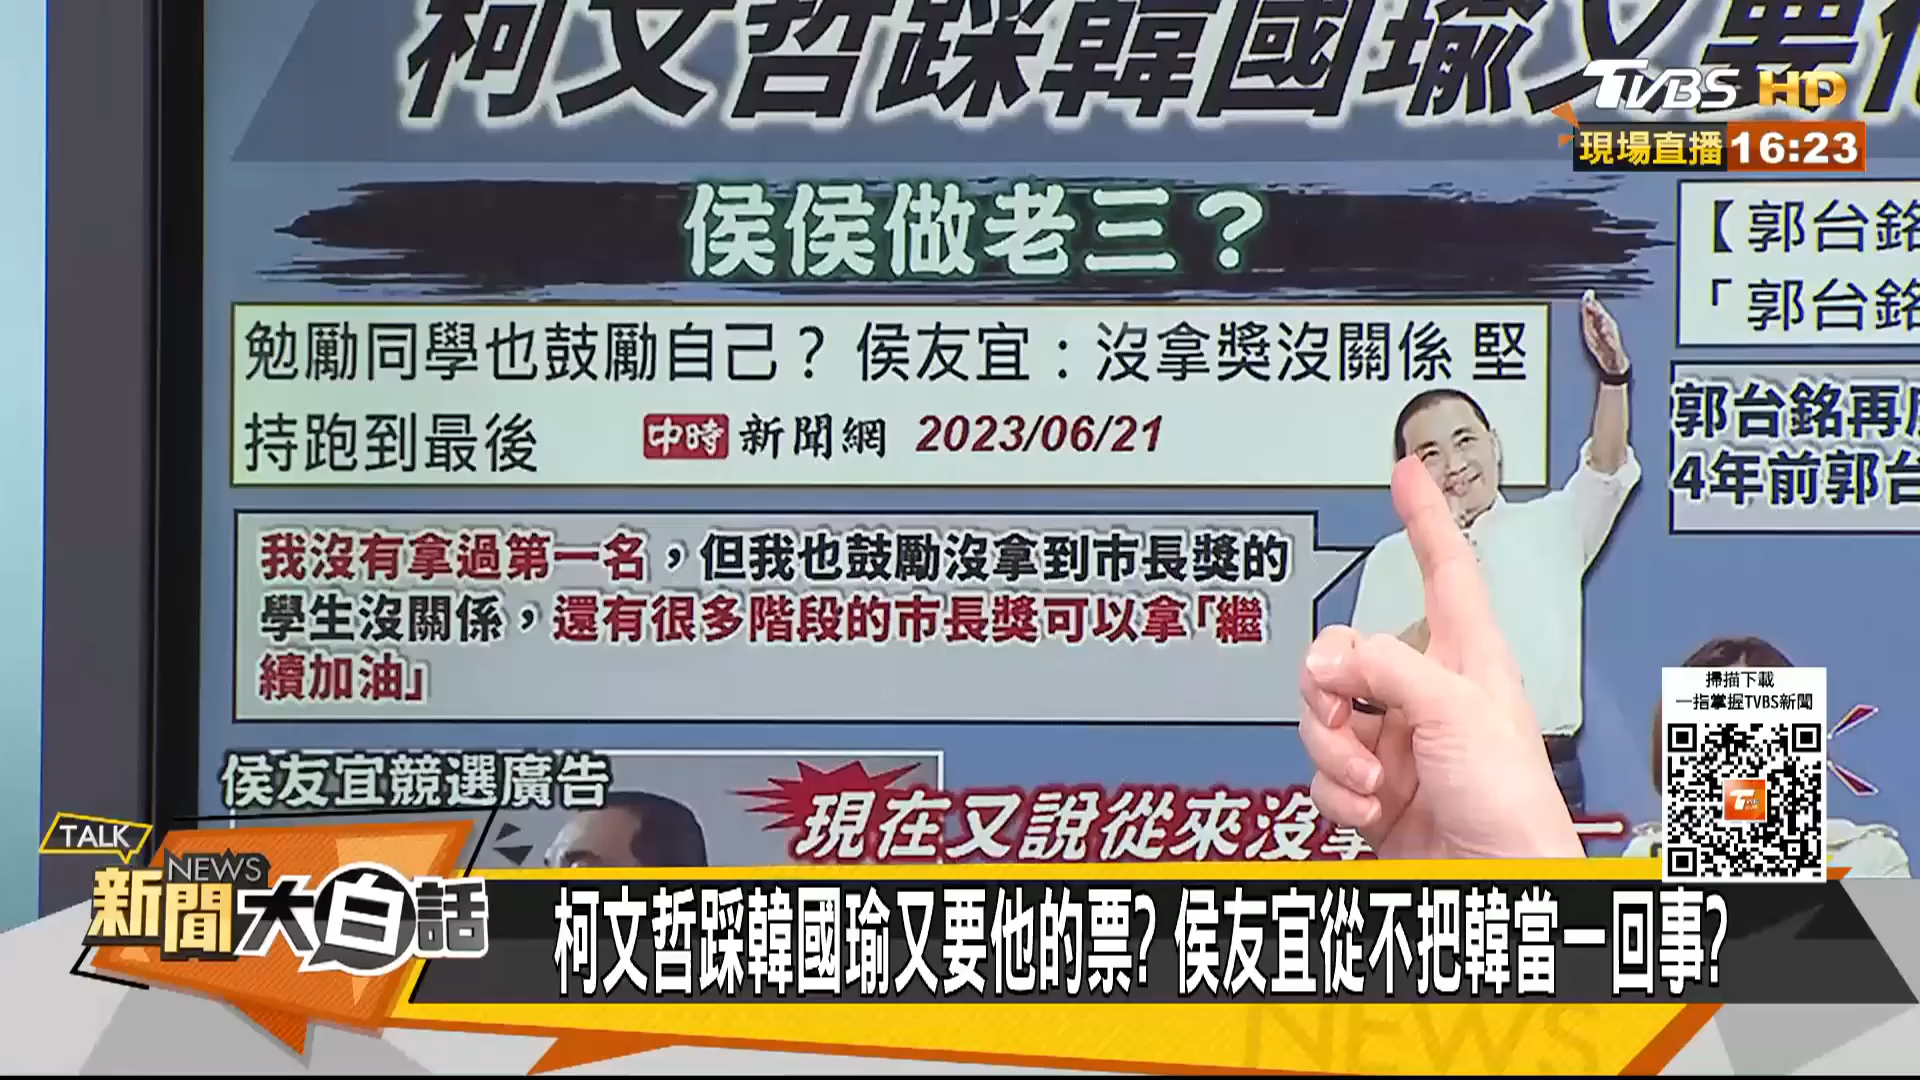 柯文哲踩韓國瑜又要
TVBS HD
現場直播 16:23
侯侯做老三？
【郭台銘
「郭台銘
勉勵同學也鼓勵自己？ 侯友宜：沒拿獎沒關係 堅
持跑到最後
中時 新聞網 2023/06/21
郭台銘再
4年前郭台
我沒有拿過第一名，但我也鼓勵沒拿到市長獎的
學生沒關係，還有很多階段的市長獎可以拿「繼
續加油」
掃描下載
一指掌握TVBS新聞
侯友宜競選廣告
現在又說從來沒拿
TALK
NEWS
新聞大白話
柯文哲踩韓國瑜又要他的票? 侯友宜從不把韓當一回事?
NEWS